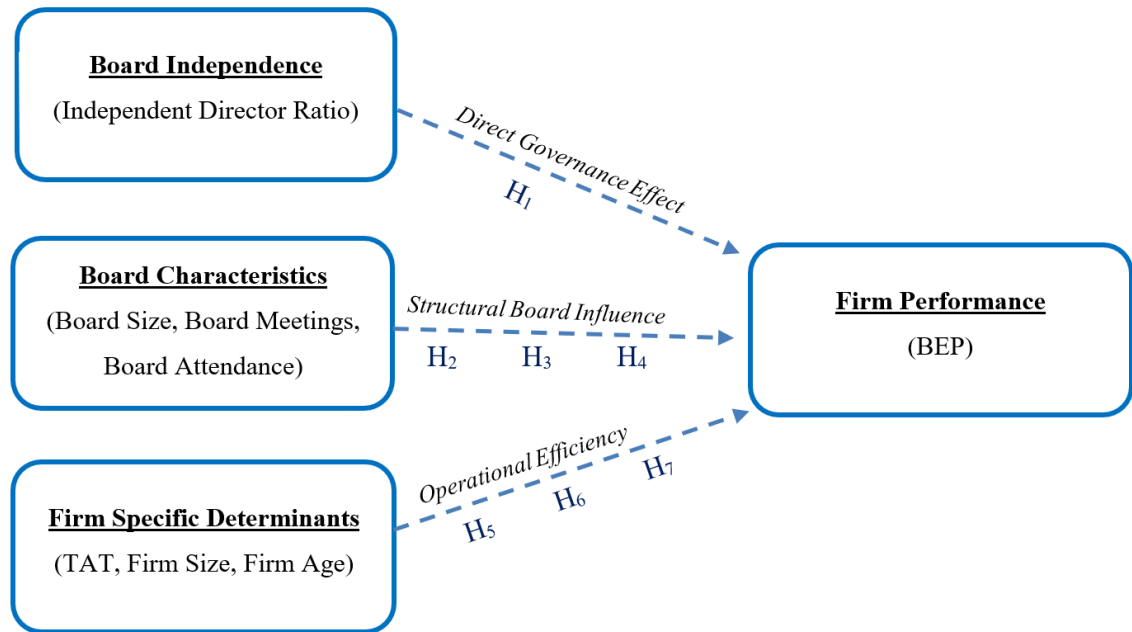 Board Independence
(Independent Director Ratio)
Direct Governance Effect
H₁
Board Characteristics
(Board Size, Board Meetings,
Board Attendance)
Structural Board Influence
H₂ H₃ H₄
Firm Performance
(BEP)
Firm Specific Determinants
(TAT, Firm Size, Firm Age)
Operational Efficiency
H₅ H₆ H₇